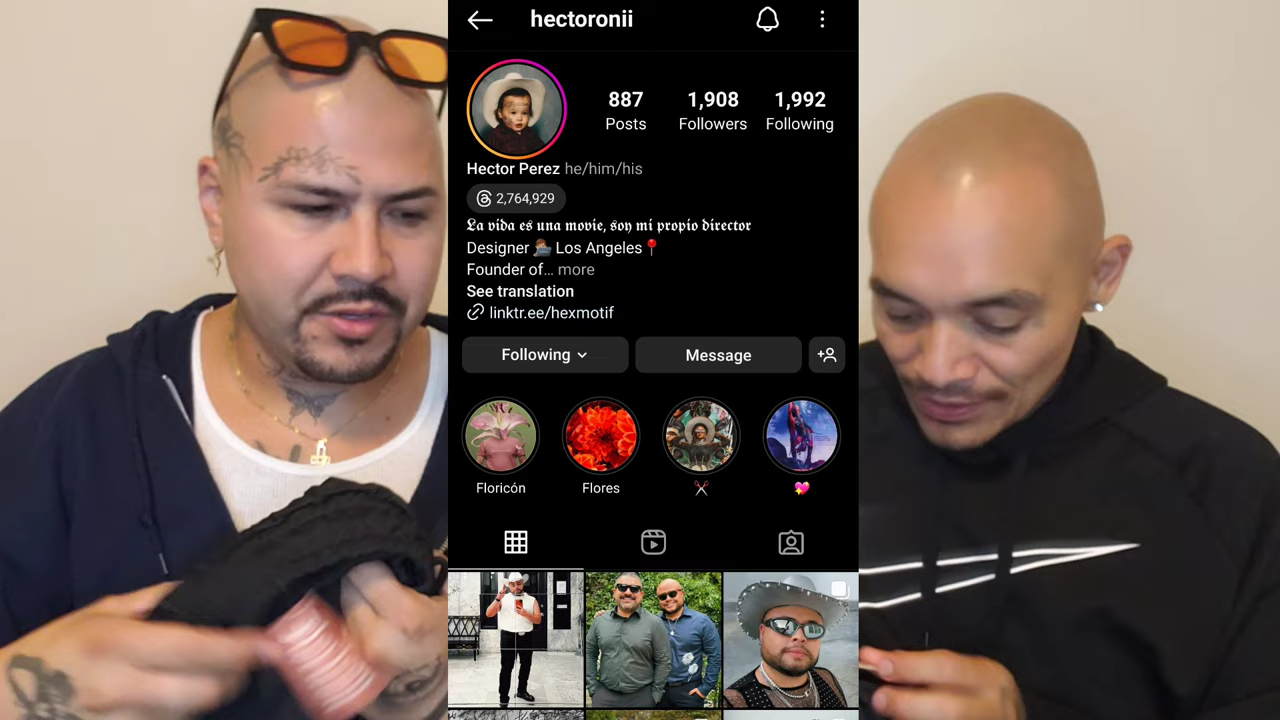 hectoronii
887
1,908
1,992
Posts
Followers
Following
Hector Perez he/him/his
2,764,929
La vida es una movie, soy mi propio director
Designer 👨🏽‍💻 Los Angeles📍
Founder of… more
See translation
linktr.ee/hexmotif
Following
Message
Floricón
Flores
✂️
💖